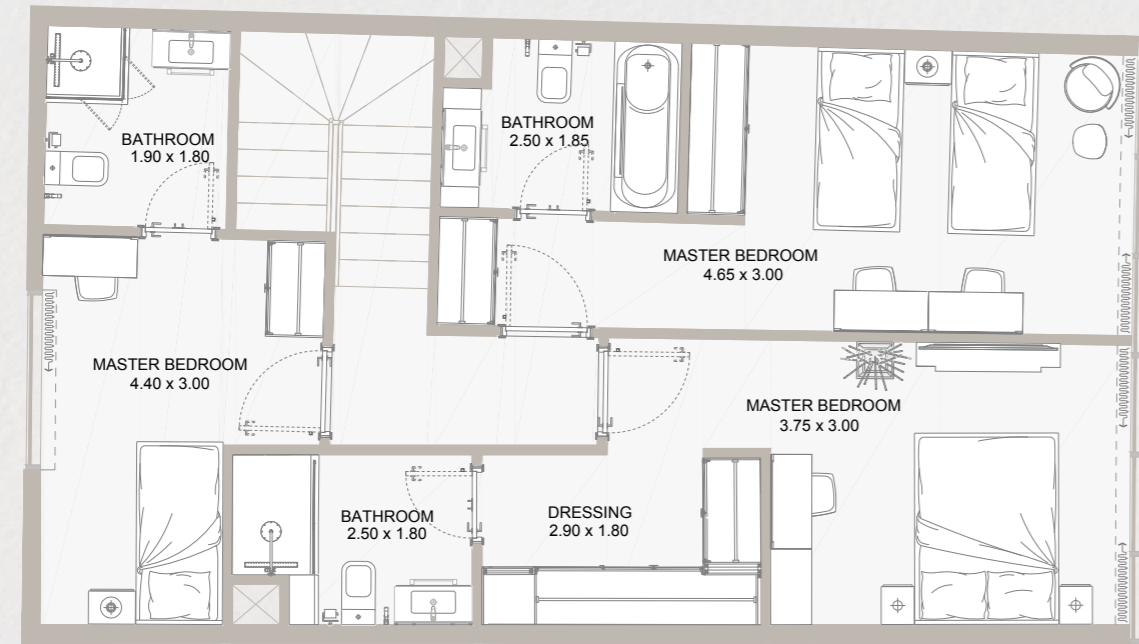 BATHROOM
1.90 x 1.80
BATHROOM
2.50 x 1.85
MASTER BEDROOM
4.65 x 3.00
MASTER BEDROOM
4.40 x 3.00
MASTER BEDROOM
3.75 x 3.00
BATHROOM
2.50 x 1.80
DRESSING
2.90 x 1.80